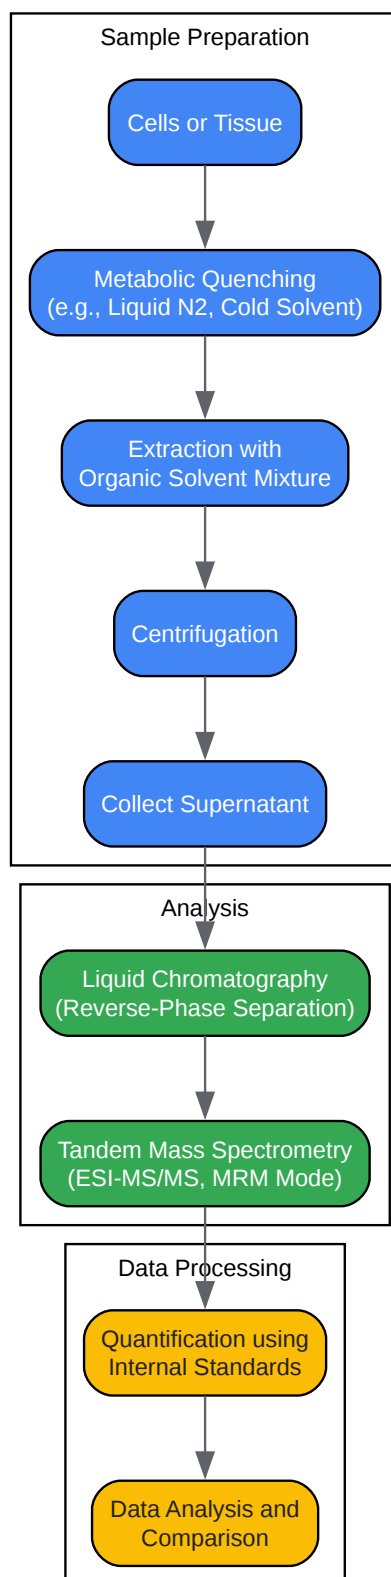 Sample Preparation
Cells or Tissue
Metabolic Quenching
(e.g., Liquid N2, Cold Solvent)
Extraction with
Organic Solvent Mixture
Centrifugation
Collect Supernatant
Analysis
Liquid Chromatography
(Reverse-Phase Separation)
Tandem Mass Spectrometry
(ESI-MS/MS, MRM Mode)
Data Processing
Quantification using
Internal Standards
Data Analysis and
Comparison